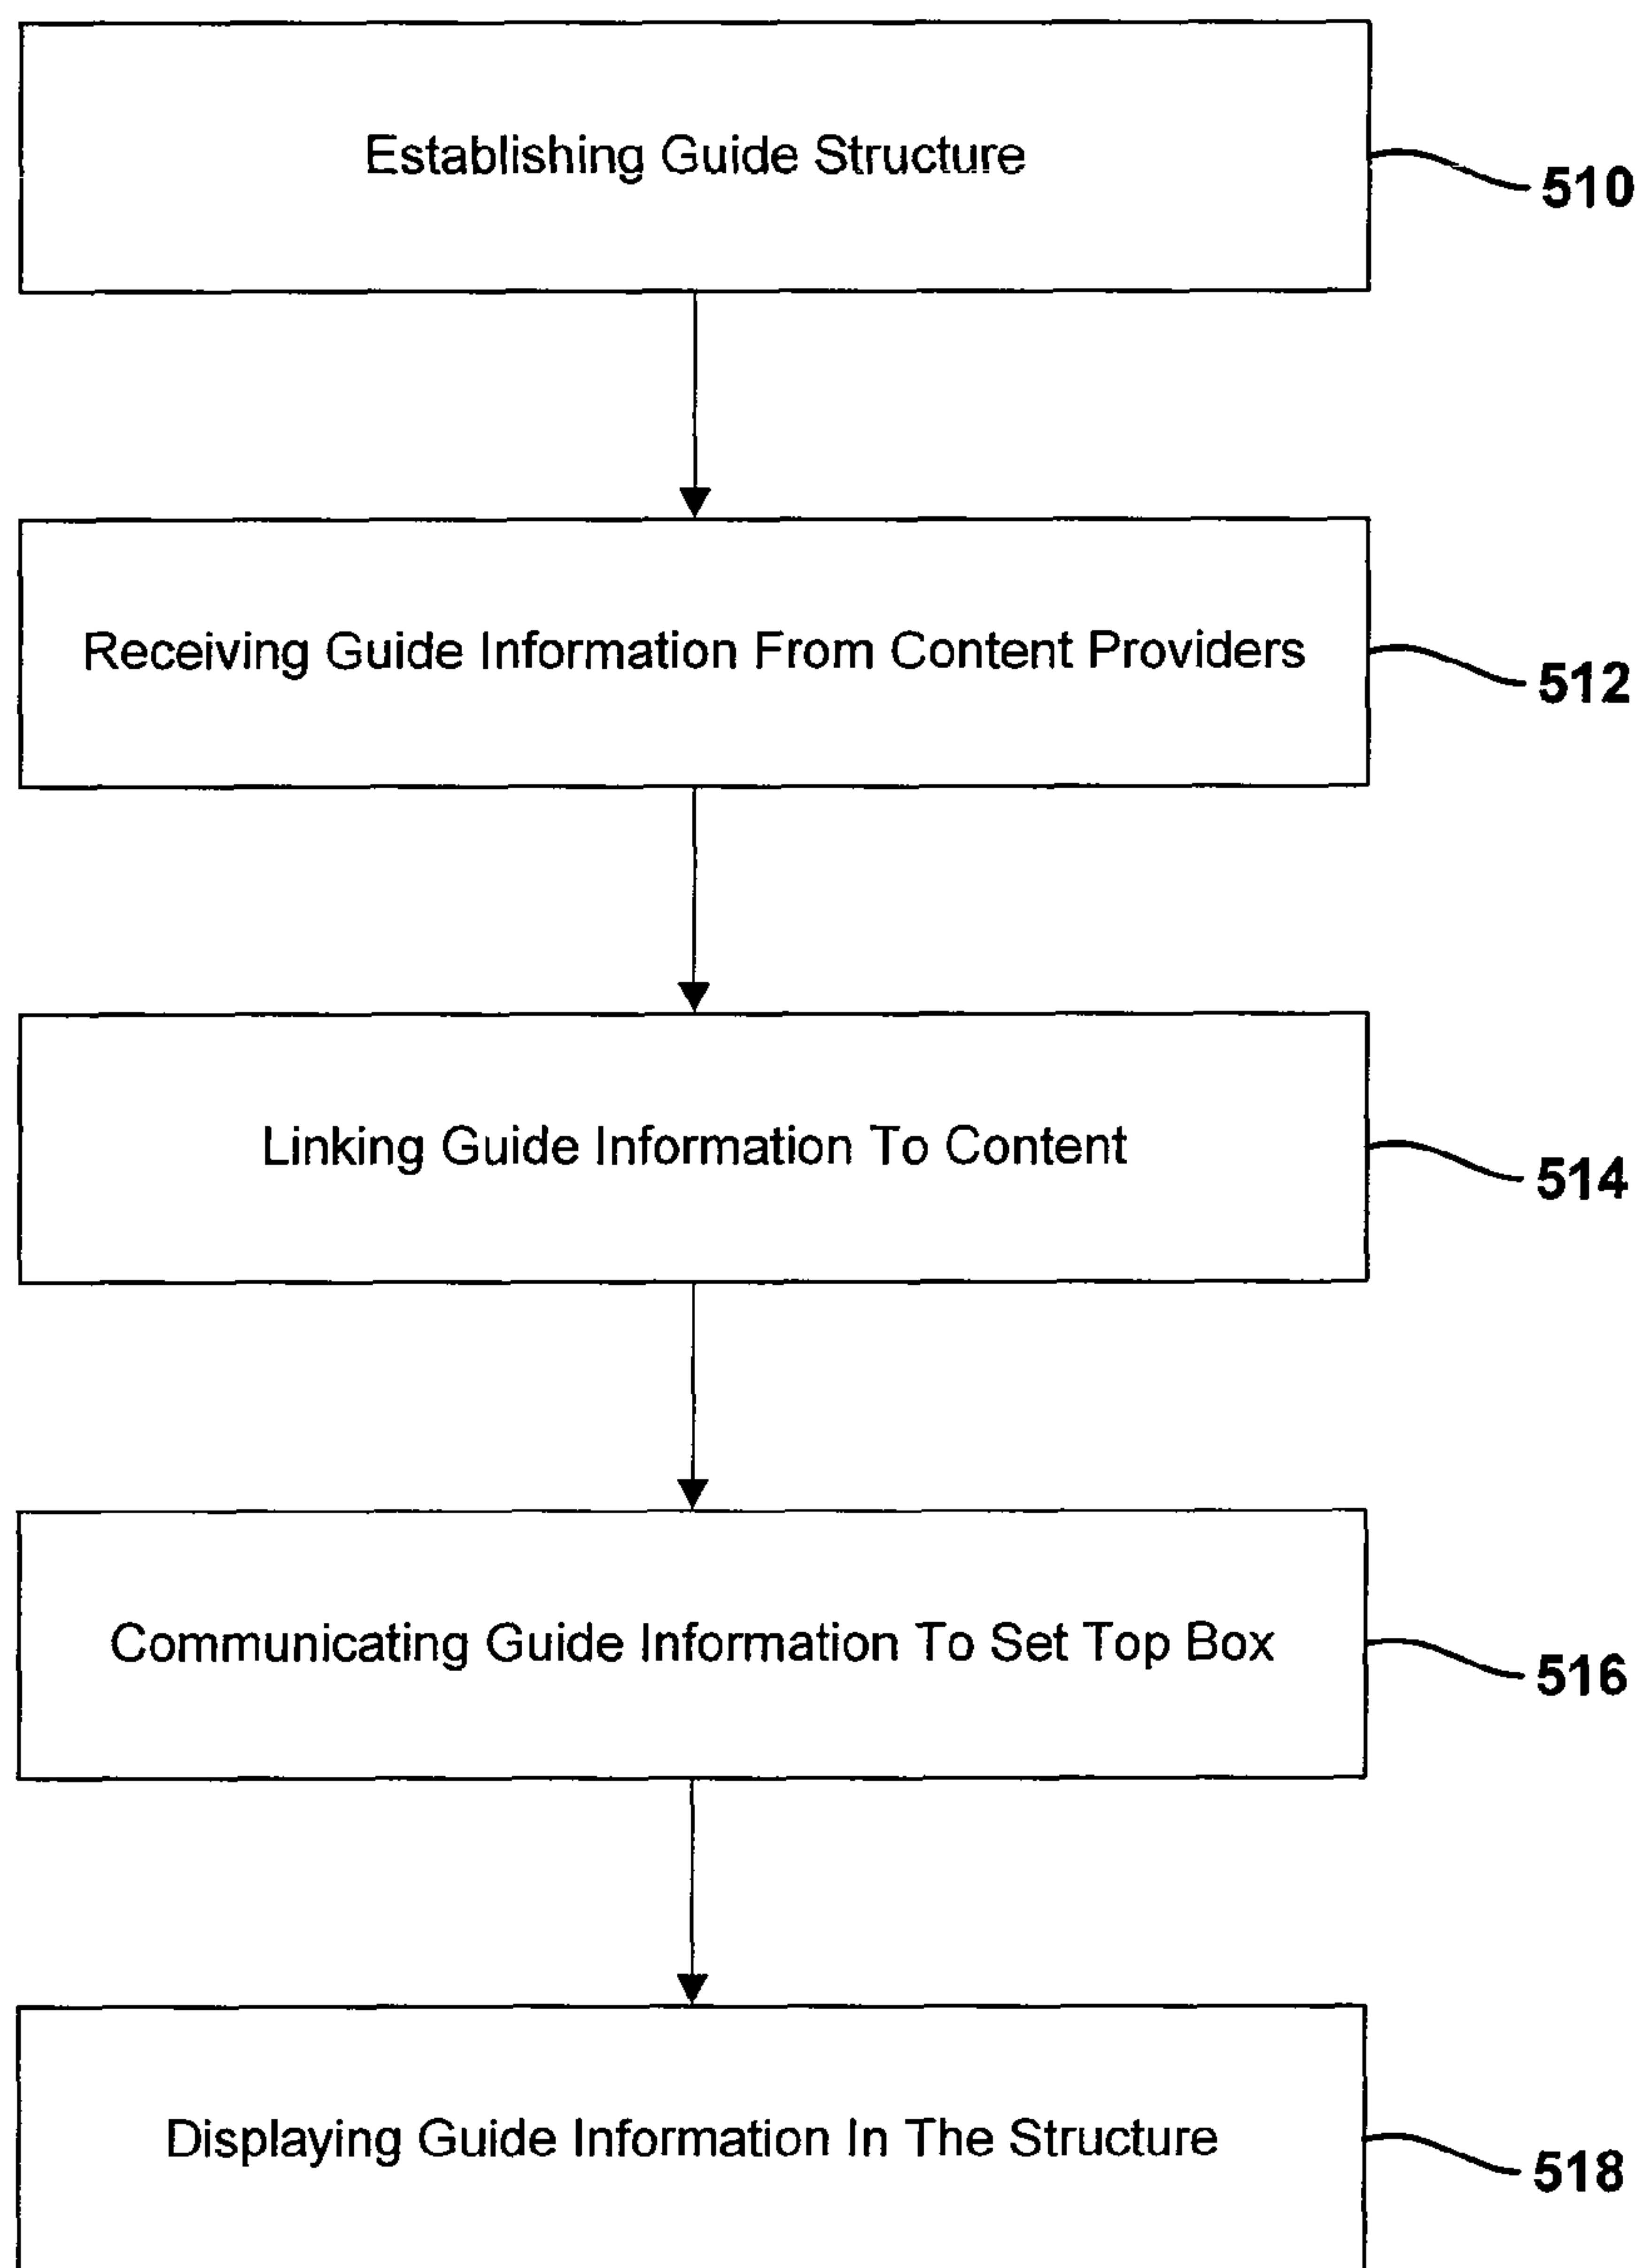 Establishing Guide Structure
510
Receiving Guide Information From Content Providers
512
Linking Guide Information To Content
514
Communicating Guide Information To Set Top Box
516
Displaying Guide Information In The Structure
518